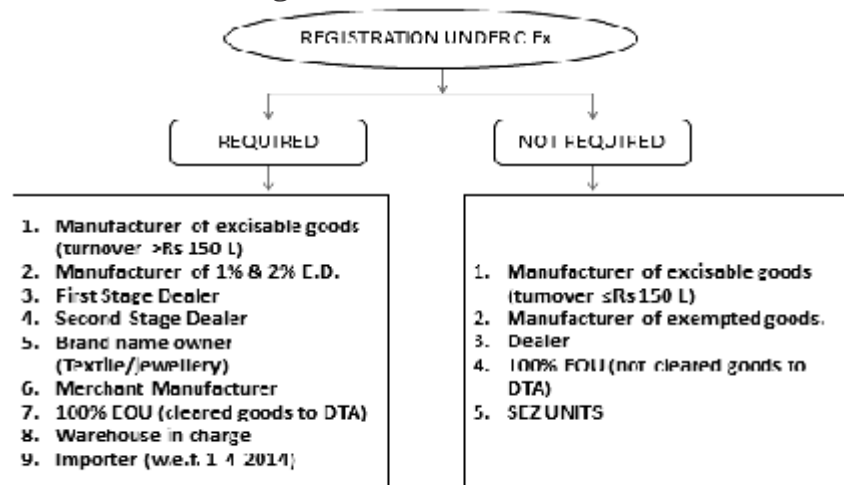 REGISTRATION UNDER C Ex
REQUIRED
NOT REQUIRED
1. Manufacturer of excisable goods
(turnover >Rs 150 L)
2. Manufacturer of 1% & 2% E.D.
3. First Stage Dealer
4. Second Stage Dealer
5. Brand name owner
(Textile/Jewellery)
6. Merchant Manufacturer
7. 100% EOU (cleared goods to DTA)
8. Warehouse in charge
9. Importer (w.e.f. 1 4 2014)
1. Manufacturer of excisable goods
(turnover ≤Rs 150 L)
2. Manufacturer of exempted goods.
3. Dealer
4. 100% EOU (not cleared goods to
DTA)
5. SEZ UNITS